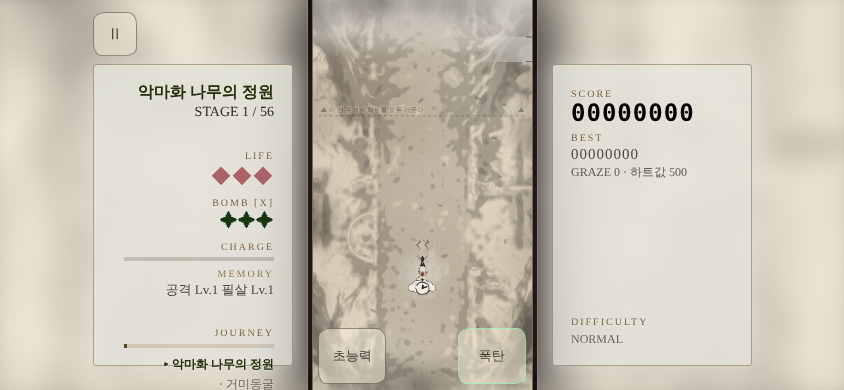 악마화 나무의 정원
STAGE 1 / 56
LIFE
BOMB [X]
CHARGE
MEMORY
공격 Lv.1 필살 Lv.1
JOURNEY
▸ 악마화 나무의 정원
· 거미동굴
초능력
폭탄
SCORE
00000000
BEST
00000000
GRAZE 0 · 하트값 500
DIFFICULTY
NORMAL